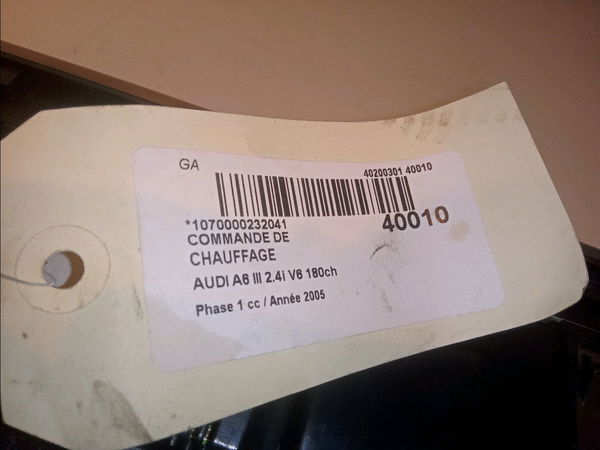 GA
40200301 40010
*1070000232041
40010
COMMANDE DE
CHAUFFAGE
AUDI A6 III 2.4i V6 180ch
Phase 1 cc / Année 2005